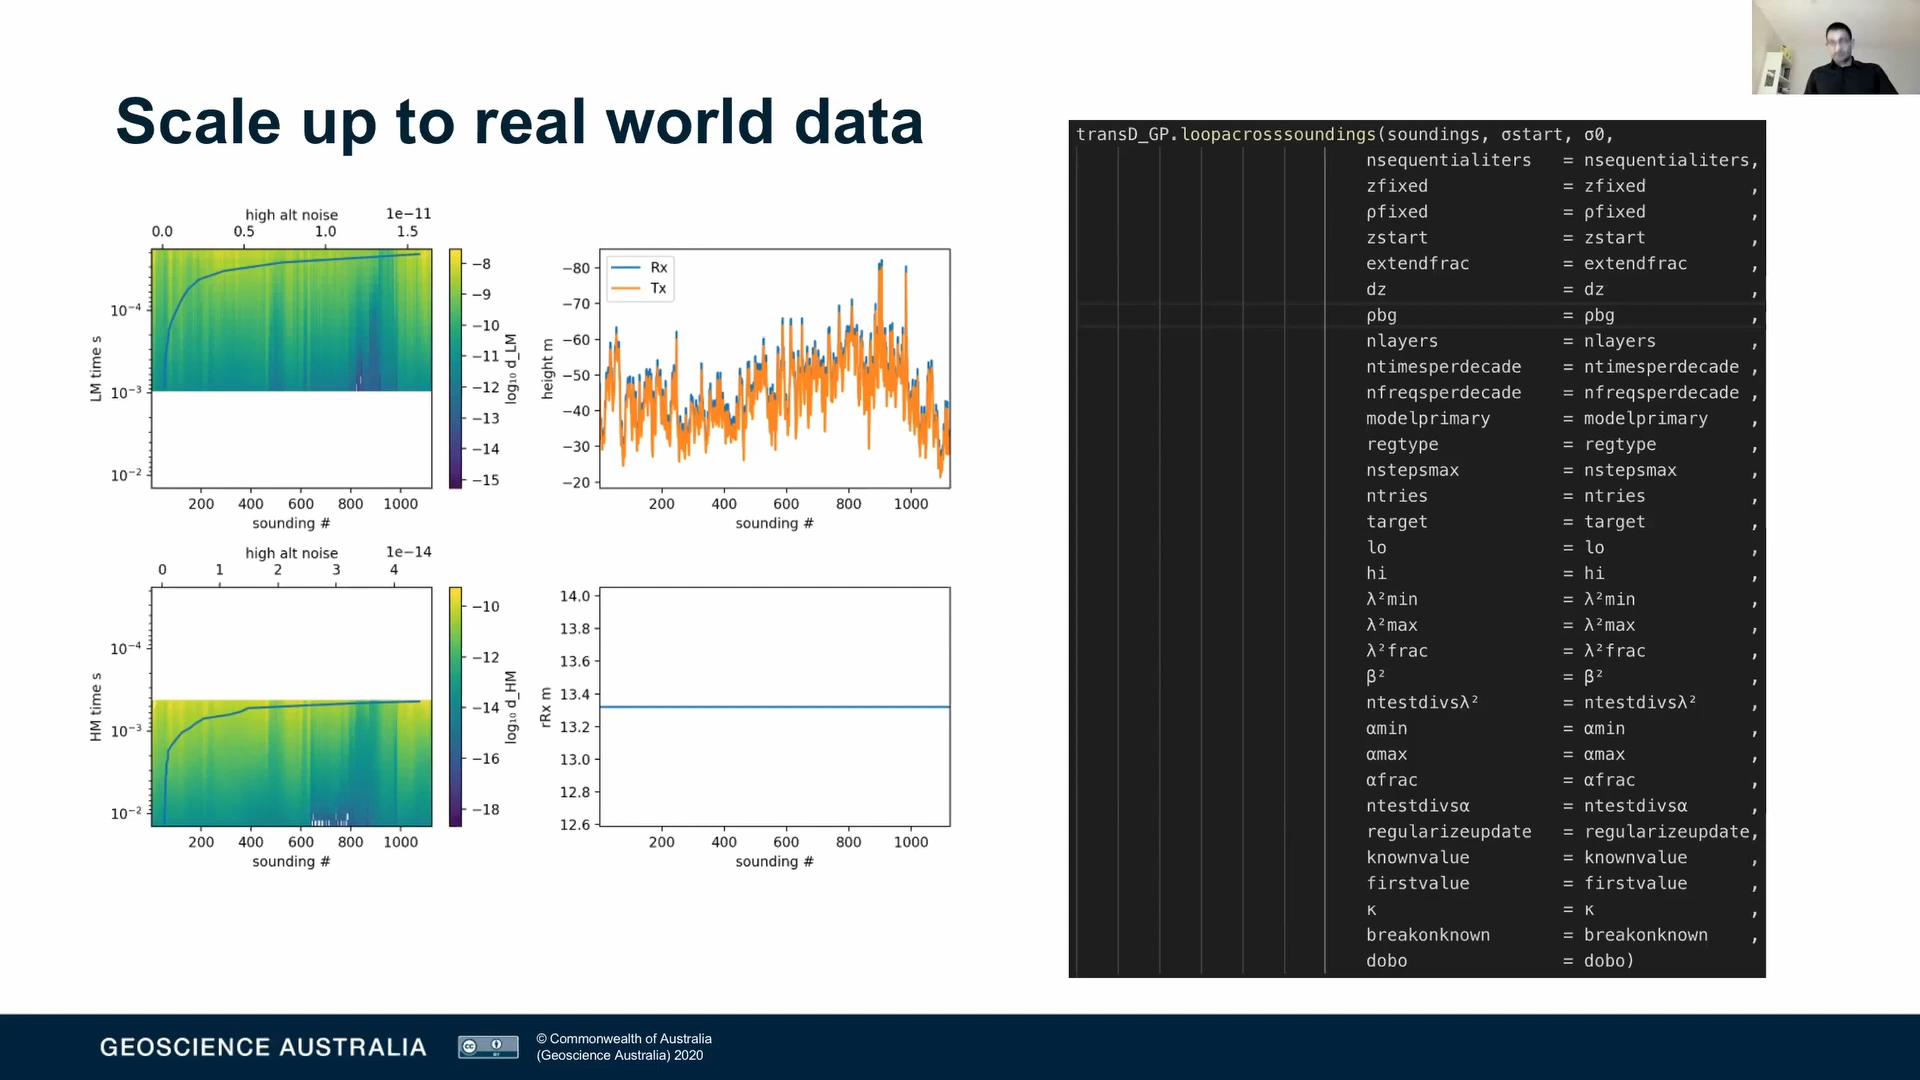 Scale up to real world data
high alt noise 1e−11
0.0 0.5 1.0 1.5
LM time s
10⁻⁴
10⁻³
10⁻²
200 400 600 800 1000
sounding #
−8
−9
−10
−11
−12
−13
−14
−15
log₁₀ d_LM
Rx
Tx
height m
−80
−70
−60
−50
−40
−30
−20
200 400 600 800 1000
sounding #
high alt noise 1e−14
0 1 2 3 4
HM time s
10⁻⁴
10⁻³
10⁻²
200 400 600 800 1000
sounding #
−10
−12
−14
−16
−18
log₁₀ d_HM
rRx m
14.0
13.8
13.6
13.4
13.2
13.0
12.8
12.6
200 400 600 800 1000
sounding #
transD_GP.loopacrosssoundings(soundings, σstart, σ0,
nsequentialiters = nsequentialiters,
zfixed = zfixed ,
ρfixed = ρfixed ,
zstart = zstart ,
extendfrac = extendfrac ,
dz = dz ,
ρbg = ρbg ,
nlayers = nlayers ,
ntimesperdecade = ntimesperdecade ,
nfreqsperdecade = nfreqsperdecade ,
modelprimary = modelprimary ,
regtype = regtype ,
nstepsmax = nstepsmax ,
ntries = ntries ,
target = target ,
lo = lo ,
hi = hi ,
λ²min = λ²min ,
λ²max = λ²max ,
λ²frac = λ²frac ,
β² = β² ,
ntestdivsλ² = ntestdivsλ² ,
αmin = αmin ,
αmax = αmax ,
αfrac = αfrac ,
ntestdivsα = ntestdivsα ,
regularizeupdate = regularizeupdate,
knownvalue = knownvalue ,
firstvalue = firstvalue ,
κ = κ ,
breakonknown = breakonknown ,
dobo = dobo)
GEOSCIENCE AUSTRALIA
cc
BY
© Commonwealth of Australia
(Geoscience Australia) 2020